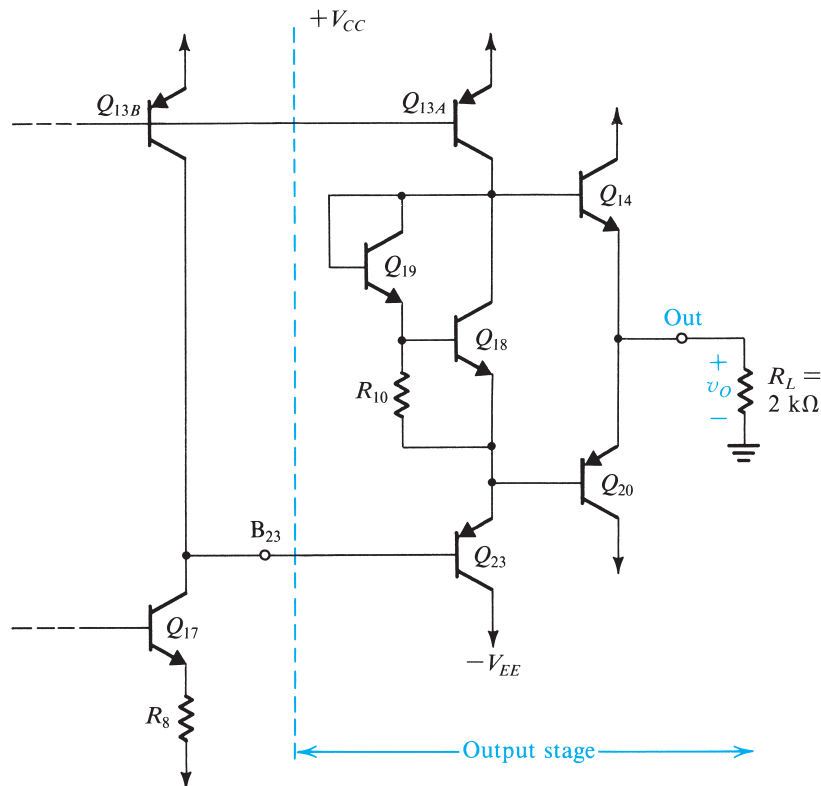 +V_CC
Q_13B
Q_13A
Q_14
Q_19
Q_18
Out
R_10
+
v_O
−
R_L =
2 kΩ
Q_20
B_23
Q_23
Q_17
−V_EE
R_8
Output stage